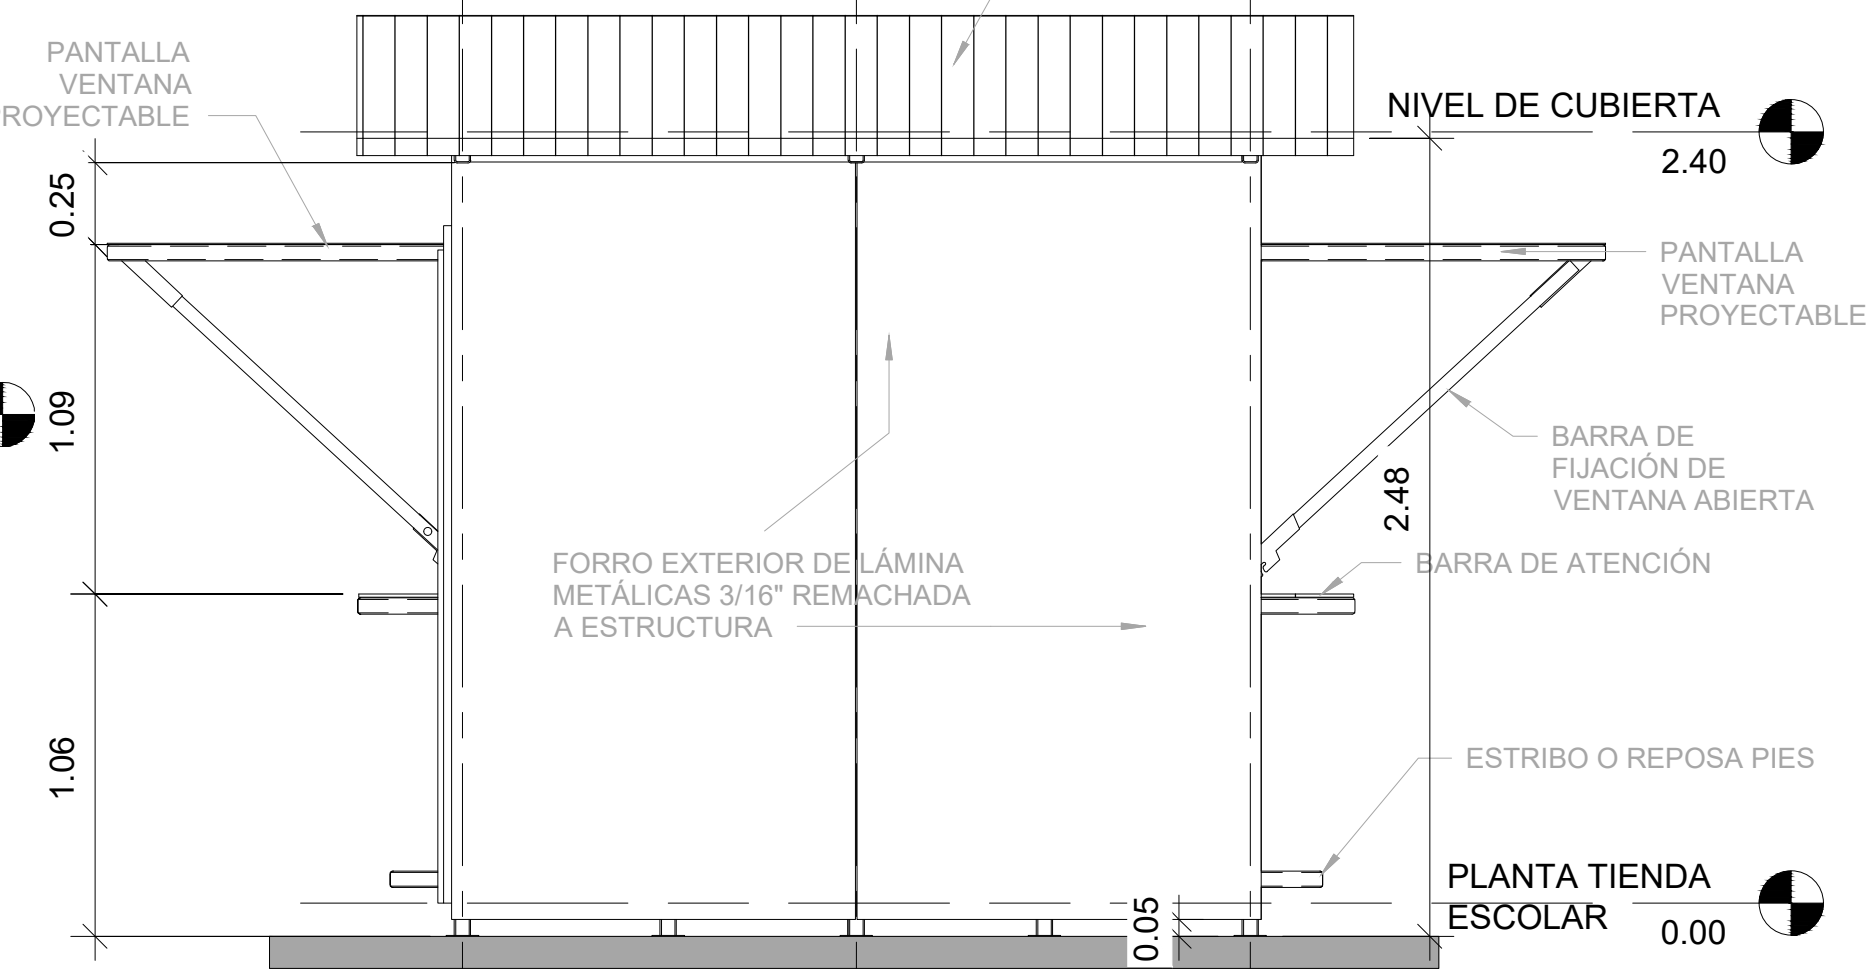 PANTALLA
VENTANA
ROYECTABLE
NIVEL DE CUBIERTA
2.40
0.25
PANTALLA
VENTANA
PROYECTABLE
1.09
BARRA DE
FIJACIÓN DE
VENTANA ABIERTA
2.48
FORRO EXTERIOR DE LÁMINA
METÁLICAS 3/16" REMACHADA
A ESTRUCTURA
BARRA DE ATENCIÓN
1.06
ESTRIBO O REPOSA PIES
0.05
PLANTA TIENDA
ESCOLAR
0.00